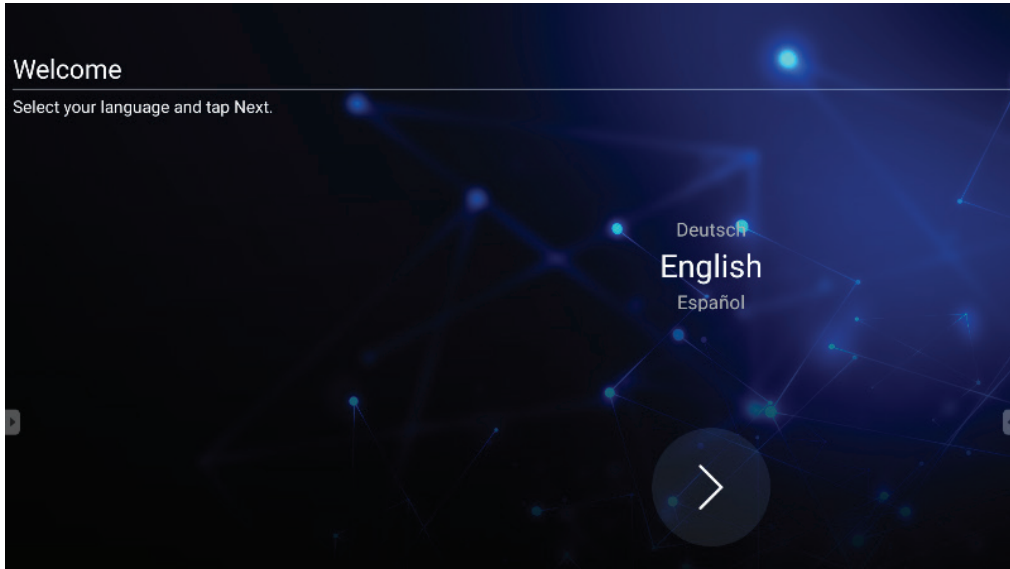 Welcome
Select your language and tap Next.
Deutsch
English
Español